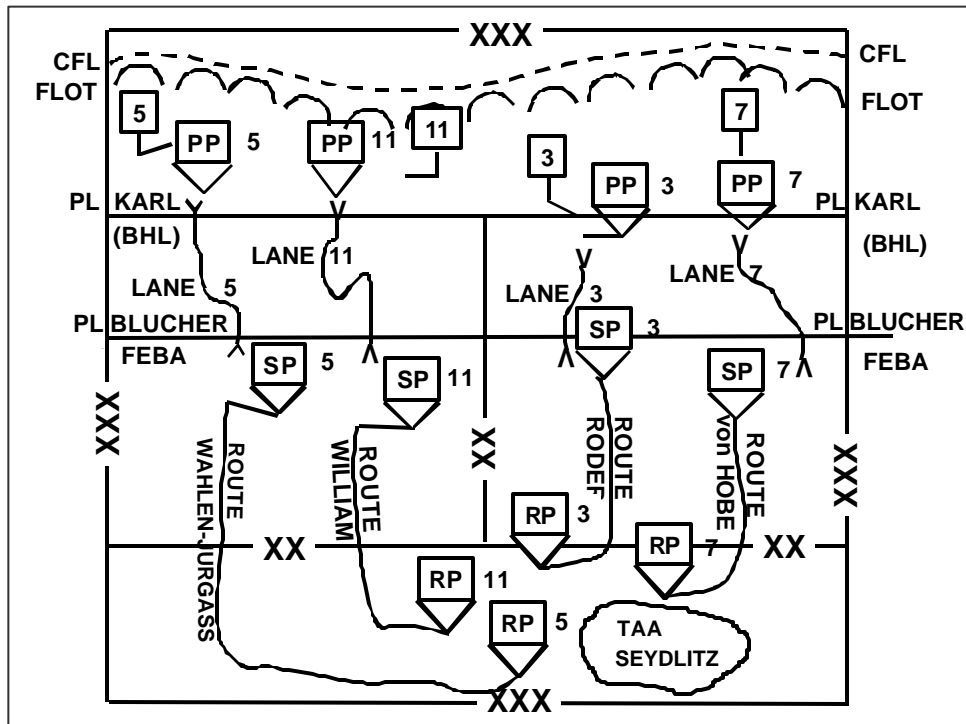 XXX
CFL
CFL
FLOT
FLOT
5
PP 5
PP 11
11
3
PP 3
7
PP 7
PL KARL
PL KARL
(BHL)
(BHL)
LANE 5
LANE 11
LANE 3
LANE 7
PL BLUCHER
PL BLUCHER
FEBA
FEBA
SP 5
SP 11
SP 3
SP 7
XXX
XX
XXX
ROUTE
WAHLEN-JURGASS
ROUTE
WILLIAM
ROUTE
RODEF
ROUTE
von HOBE
RP 3
RP 7
XX
XX
RP 11
RP 5
TAA
SEYDLITZ
XXX